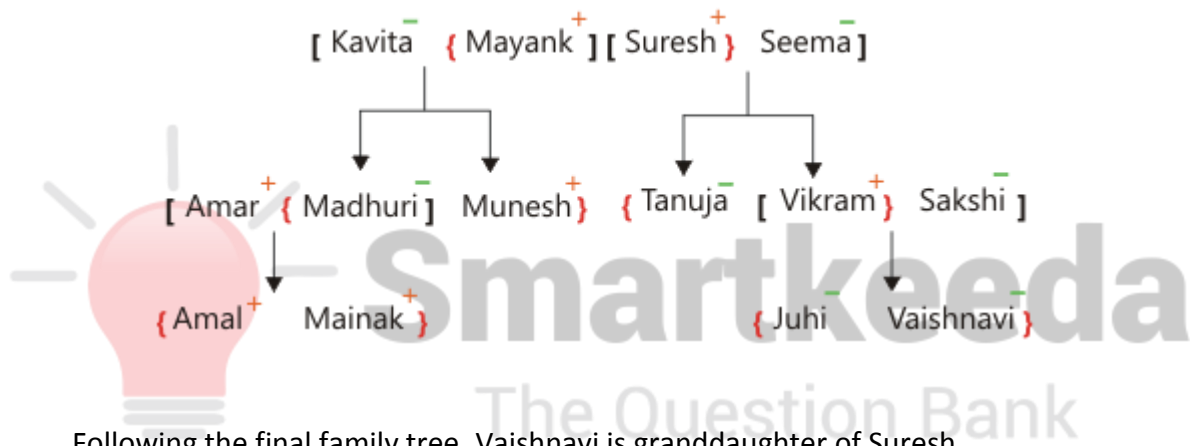 [ Kavita⁻ { Mayank⁺ ] [ Suresh⁺ } Seema⁻ ]
[ Amar⁺ { Madhuri⁻ ] Munesh⁺ } { Tanuja⁻ [ Vikram⁺ } Sakshi⁻ ]
Smartkeeda
{ Amal⁺ Mainak⁺ } { Juhi⁻ Vaishnavi⁻ }
The Question Bank
Following the final family tree, Vaishnavi is granddaughter of Suresh